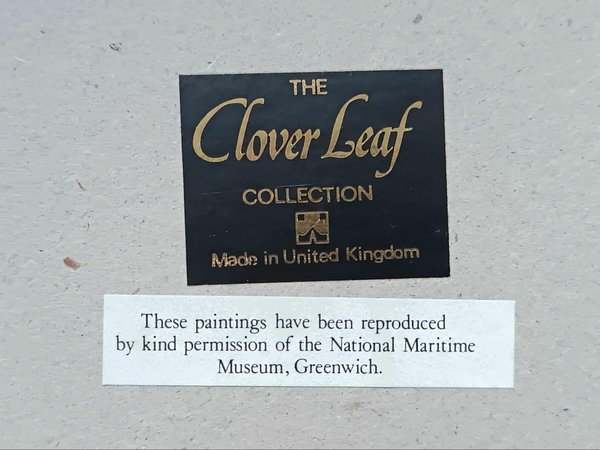 THE
Clover Leaf
COLLECTION
Made in United Kingdom
These paintings have been reproduced
by kind permission of the National Maritime
Museum, Greenwich.